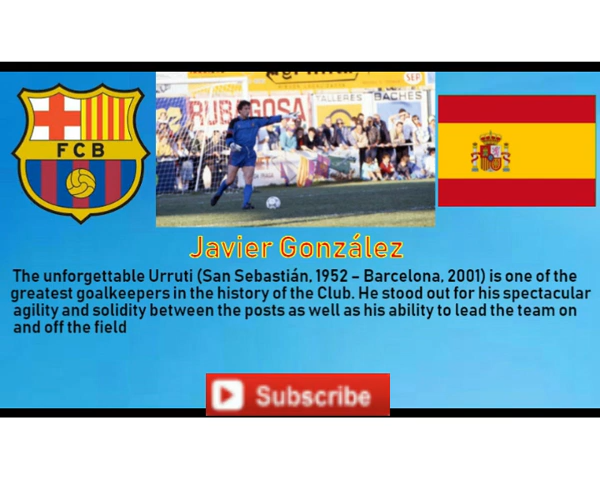 SEP
RUBAGOSA
TALLERES
BACHES
FCB
Javier González
The unforgettable Urruti (San Sebastián, 1952 – Barcelona, 2001) is one of the
greatest goalkeepers in the history of the Club. He stood out for his spectacular
agility and solidity between the posts as well as his ability to lead the team on
and off the field
Subscribe